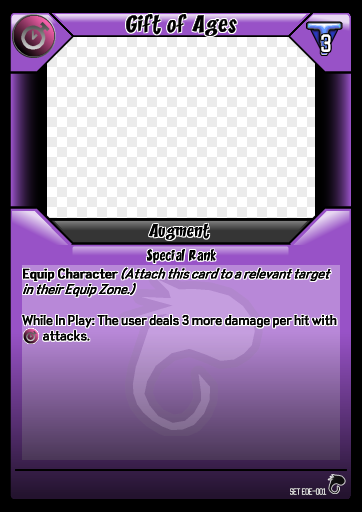 Gift of Ages
3
Augment
Special Rank
Equip Character (Attach this card to a relevant target
in their Equip Zone.)
While In Play: The user deals 3 more damage per hit with
attacks.
SET EOE-001